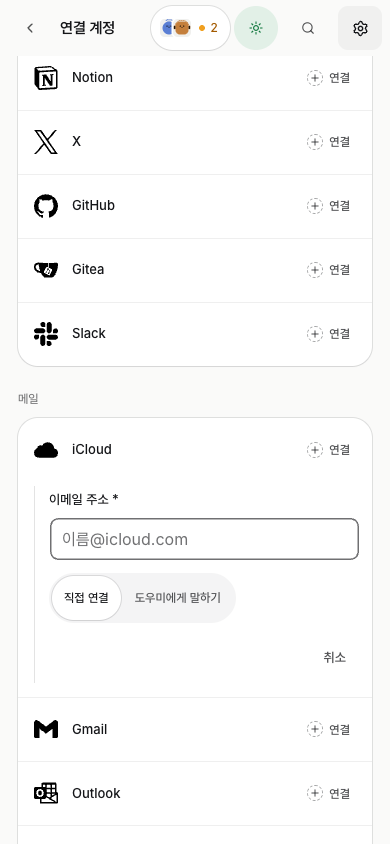 연결 계정
2
Notion
연결
X
연결
GitHub
연결
Gitea
연결
Slack
연결
메일
iCloud
연결
이메일 주소 *
이름@icloud.com
직접 연결
도우미에게 말하기
취소
Gmail
연결
Outlook
연결